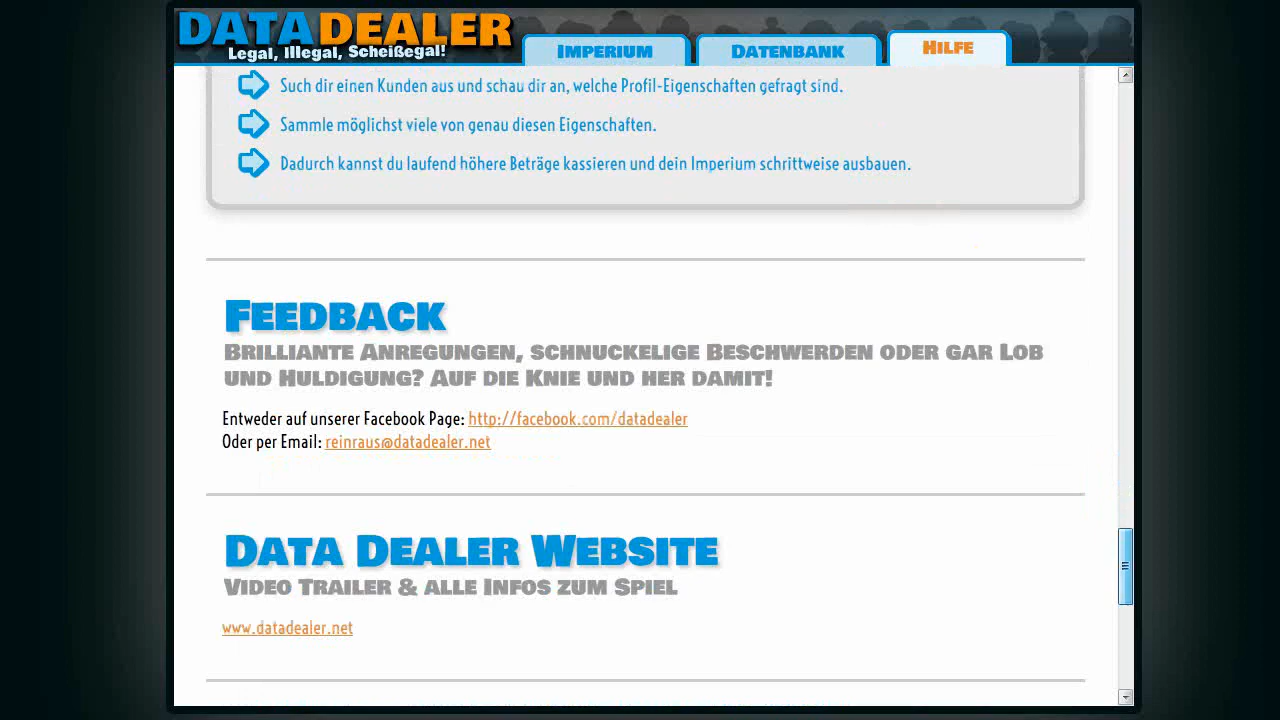 DATADEALER
Legal, Illegal, Scheißegal!
Imperium
Datenbank
Hilfe
Such dir einen Kunden aus und schau dir an, welche Profil-Eigenschaften gefragt sind.
Sammle möglichst viele von genau diesen Eigenschaften.
Dadurch kannst du laufend höhere Beträge kassieren und dein Imperium schrittweise ausbauen.
Feedback
Brilliante Anregungen, schnuckelige Beschwerden oder gar Lob
und Huldigung? Auf die Knie und her damit!
Entweder auf unserer Facebook Page: http://facebook.com/datadealer
Oder per Email: reinraus@datadealer.net
Data Dealer Website
Video Trailer & alle Infos zum Spiel
www.datadealer.net